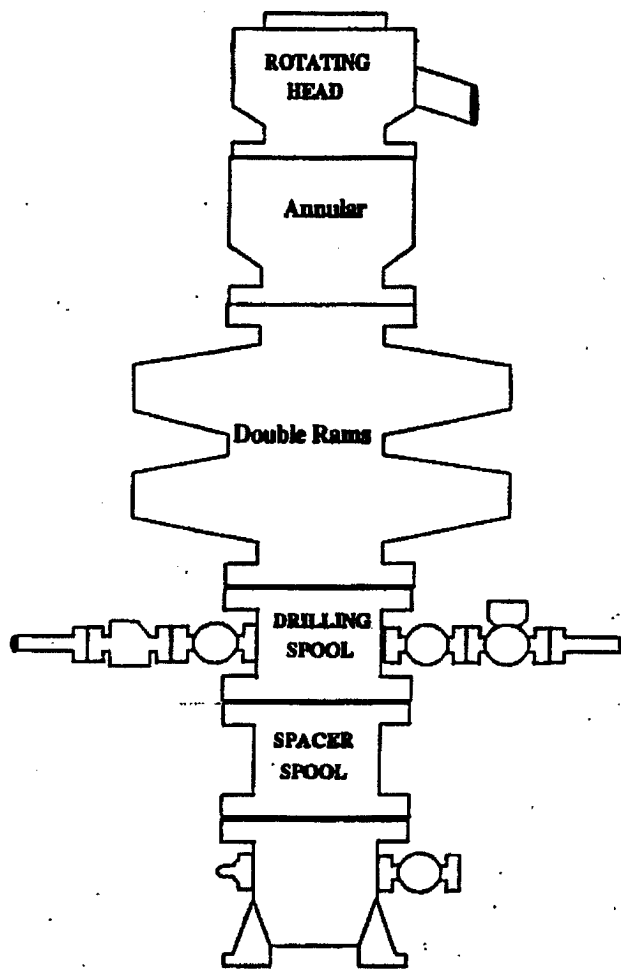 ROTATING
HEAD
Annular
Double Rams
DRILLING
SPOOL
SPACER
SPOOL